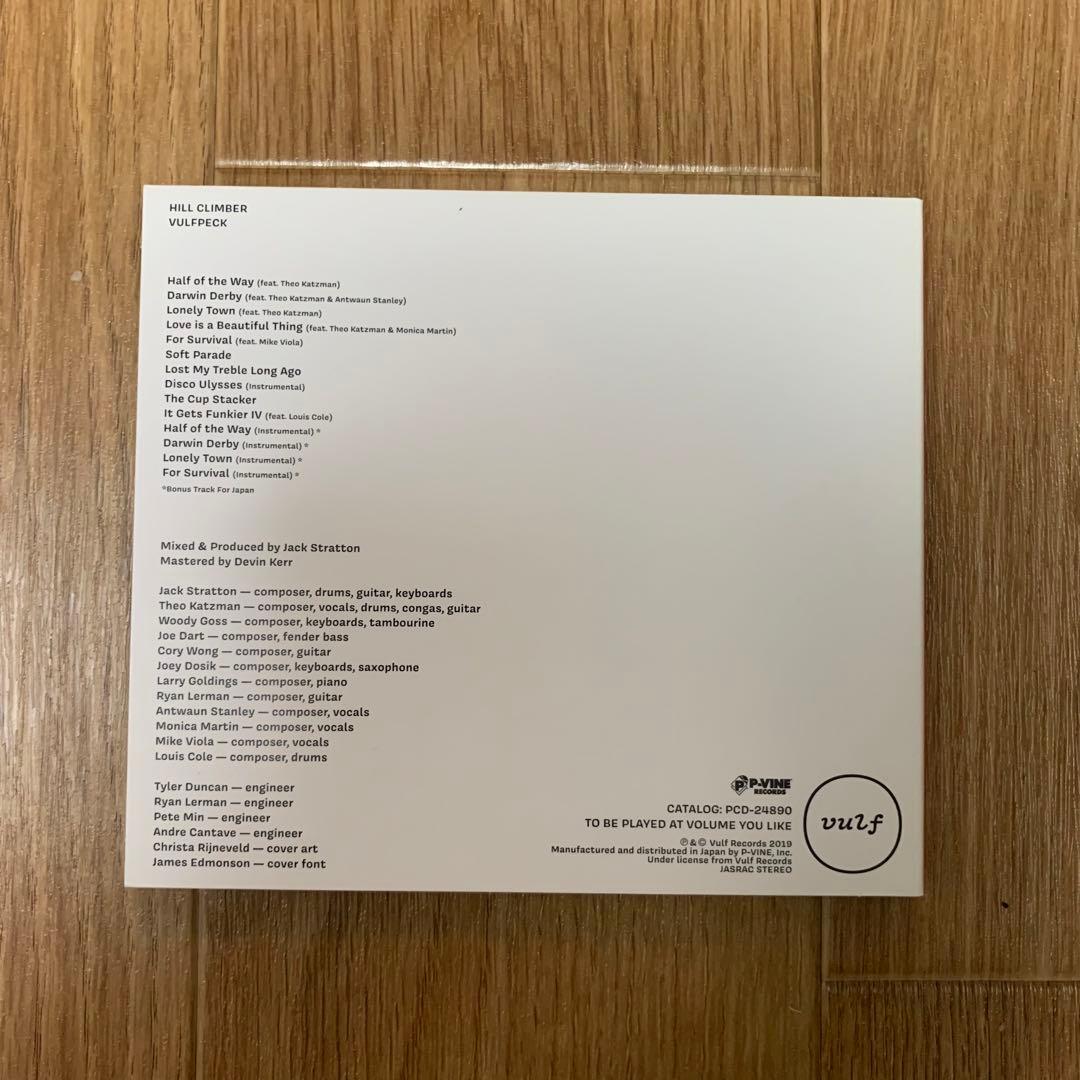 HILL CLIMBER
VULFPECK
Half of the Way (feat. Theo Katzman)
Darwin Derby (feat. Theo Katzman & Antwaun Stanley)
Lonely Town (feat. Theo Katzman)
Love is a Beautiful Thing (feat. Theo Katzman & Monica Martin)
For Survival (feat. Mike Viola)
Soft Parade
Lost My Treble Long Ago
Disco Ulysses (Instrumental)
The Cup Stacker
It Gets Funkier IV (feat. Louis Cole)
Half of the Way (Instrumental) *
Darwin Derby (Instrumental) *
Lonely Town (Instrumental) *
For Survival (Instrumental) *
*Bonus Track For Japan
Mixed & Produced by Jack Stratton
Mastered by Devin Kerr
Jack Stratton — composer, drums, guitar, keyboards
Theo Katzman — composer, vocals, drums, congas, guitar
Woody Goss — composer, keyboards, tambourine
Joe Dart — composer, fender bass
Cory Wong — composer, guitar
Joey Dosik — composer, keyboards, saxophone
Larry Goldings — composer, piano
Ryan Lerman — composer, guitar
Antwaun Stanley — composer, vocals
Monica Martin — composer, vocals
Mike Viola — composer, vocals
Louis Cole — composer, drums
Tyler Duncan — engineer
Ryan Lerman — engineer
Pete Min — engineer
Andre Cantave — engineer
Christa Rijneveld — cover art
James Edmonson — cover font
P P-VINE
RECORDS
CATALOG: PCD-24890
TO BE PLAYED AT VOLUME YOU LIKE
℗ & © Vulf Records 2019
Manufactured and distributed in Japan by P-VINE, Inc.
Under license from Vulf Records
JASRAC STEREO
vulf